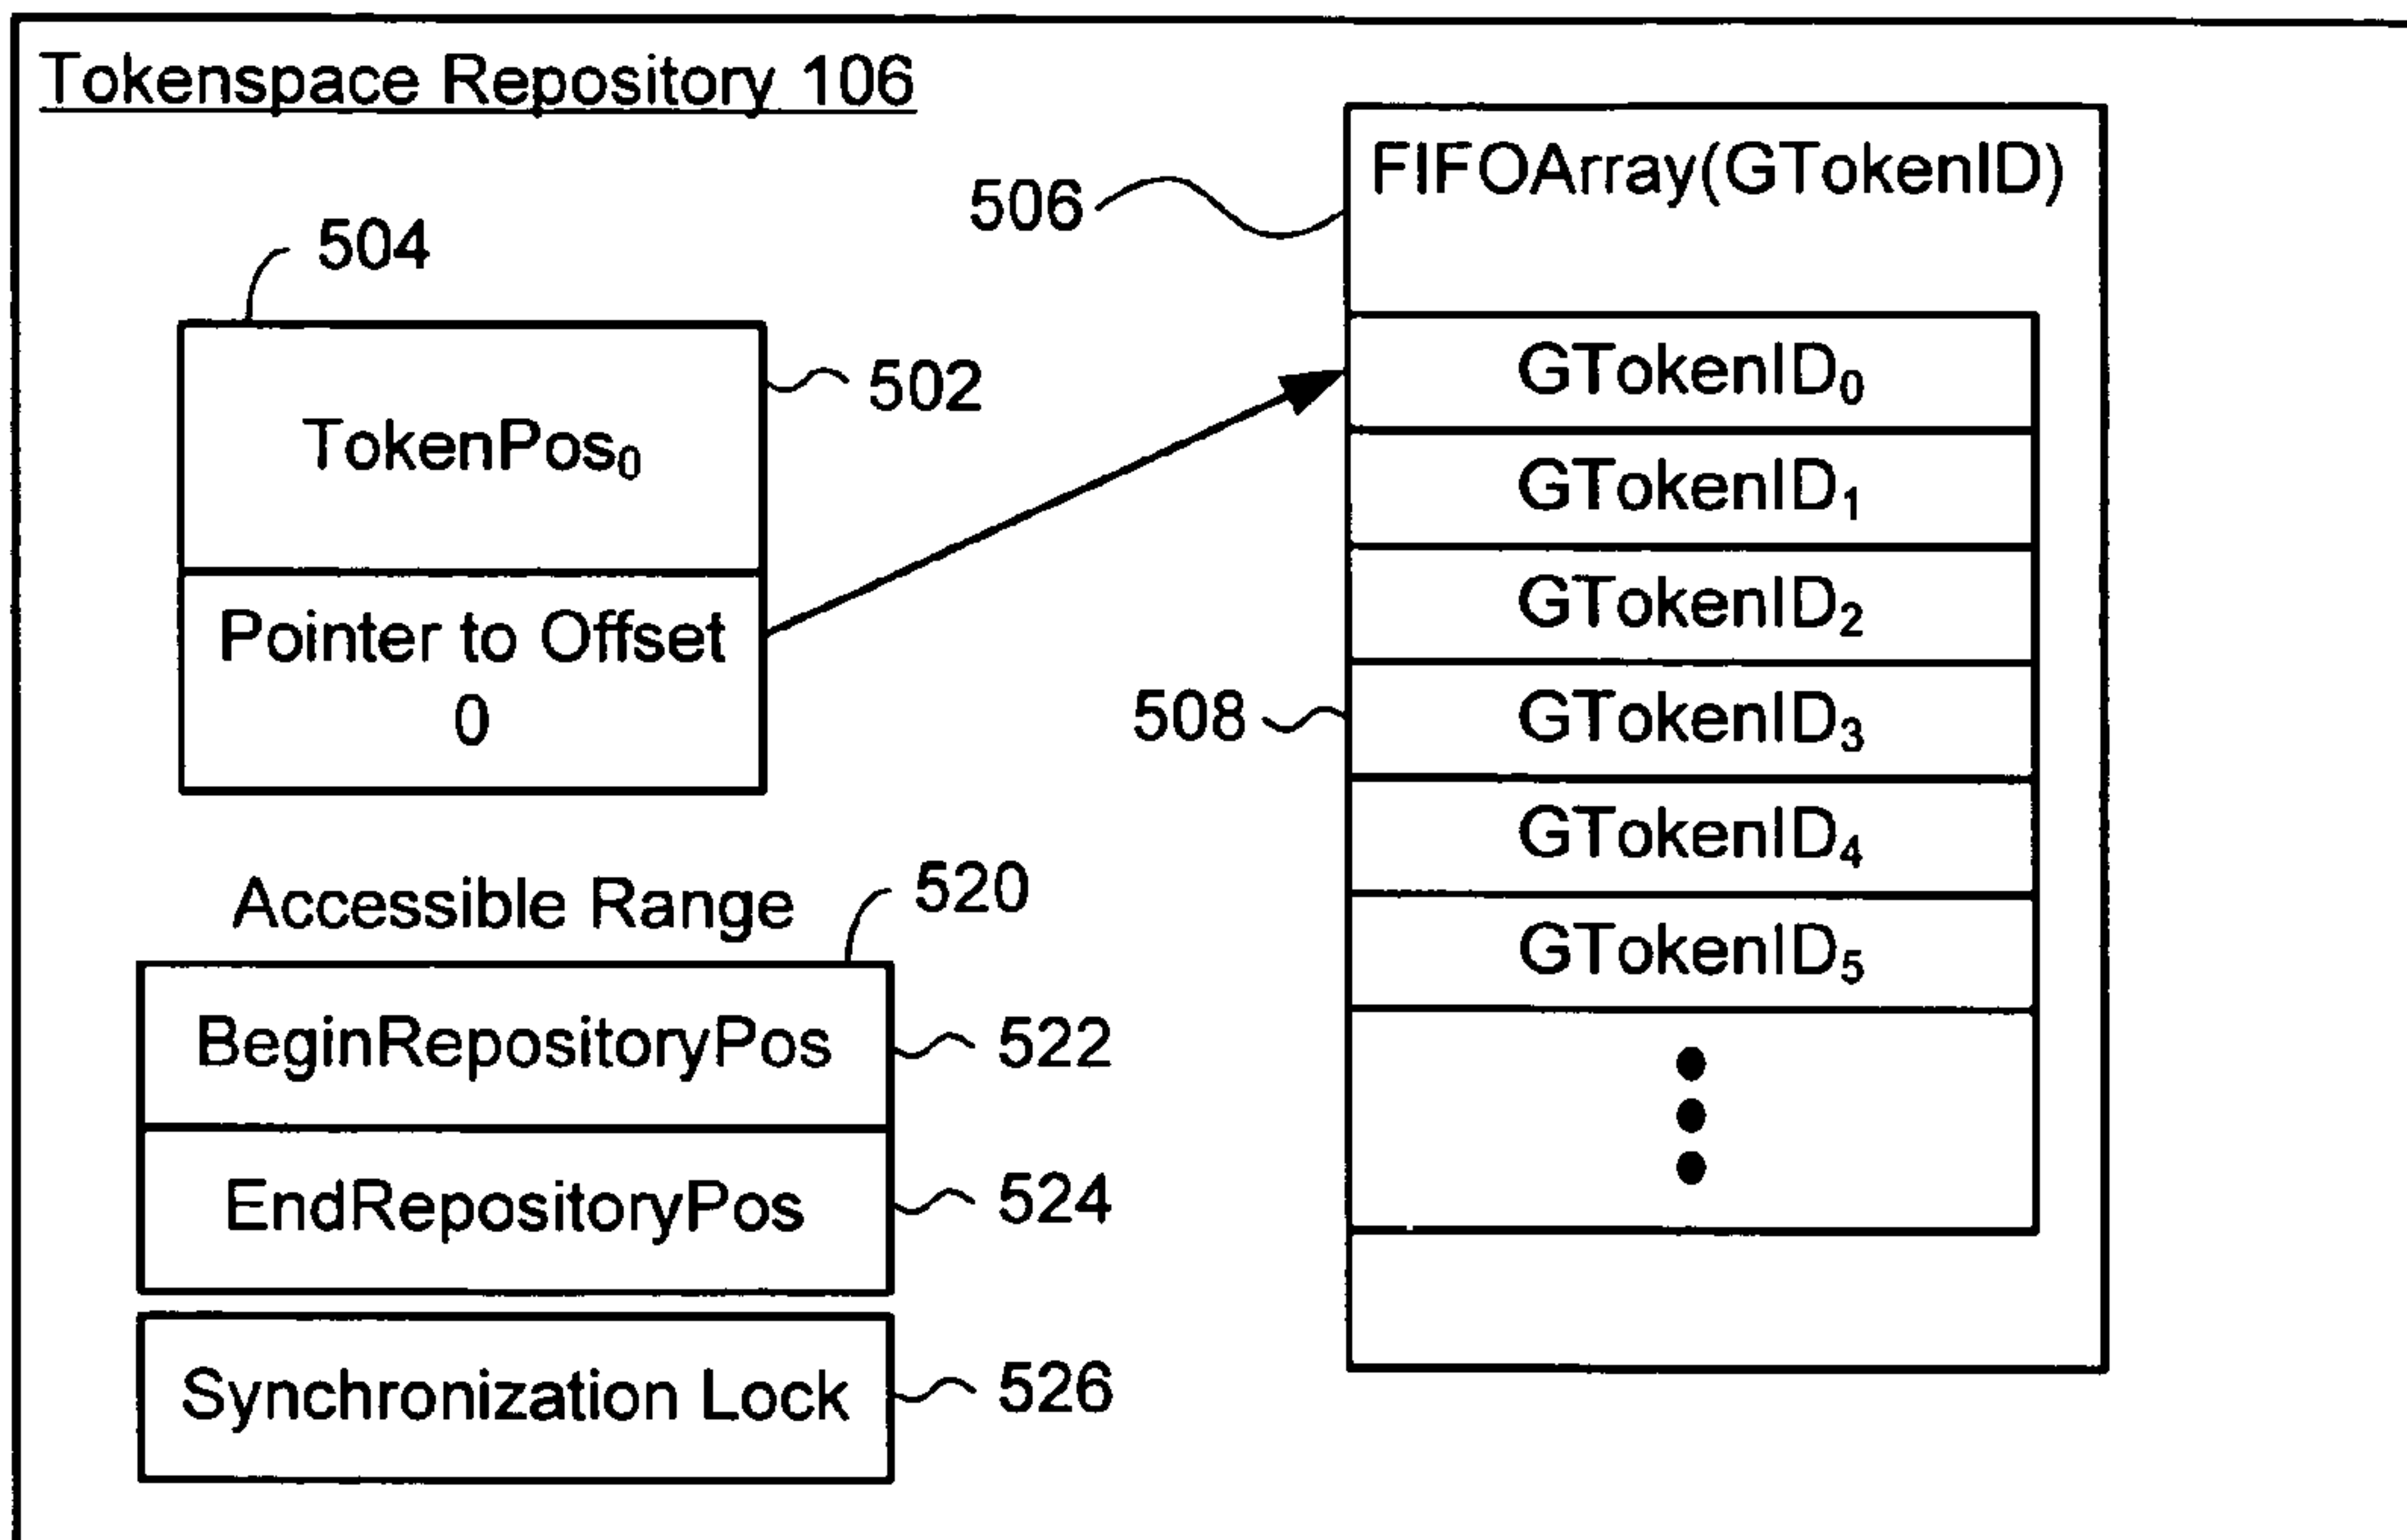 Tokenspace Repository 106
504
502
TokenPos₀
Pointer to Offset
0
506
FIFOArray(GTokenID)
GTokenID₀
GTokenID₁
GTokenID₂
508
GTokenID₃
GTokenID₄
GTokenID₅
Accessible Range
520
BeginRepositoryPos
522
EndRepositoryPos
524
Synchronization Lock
526